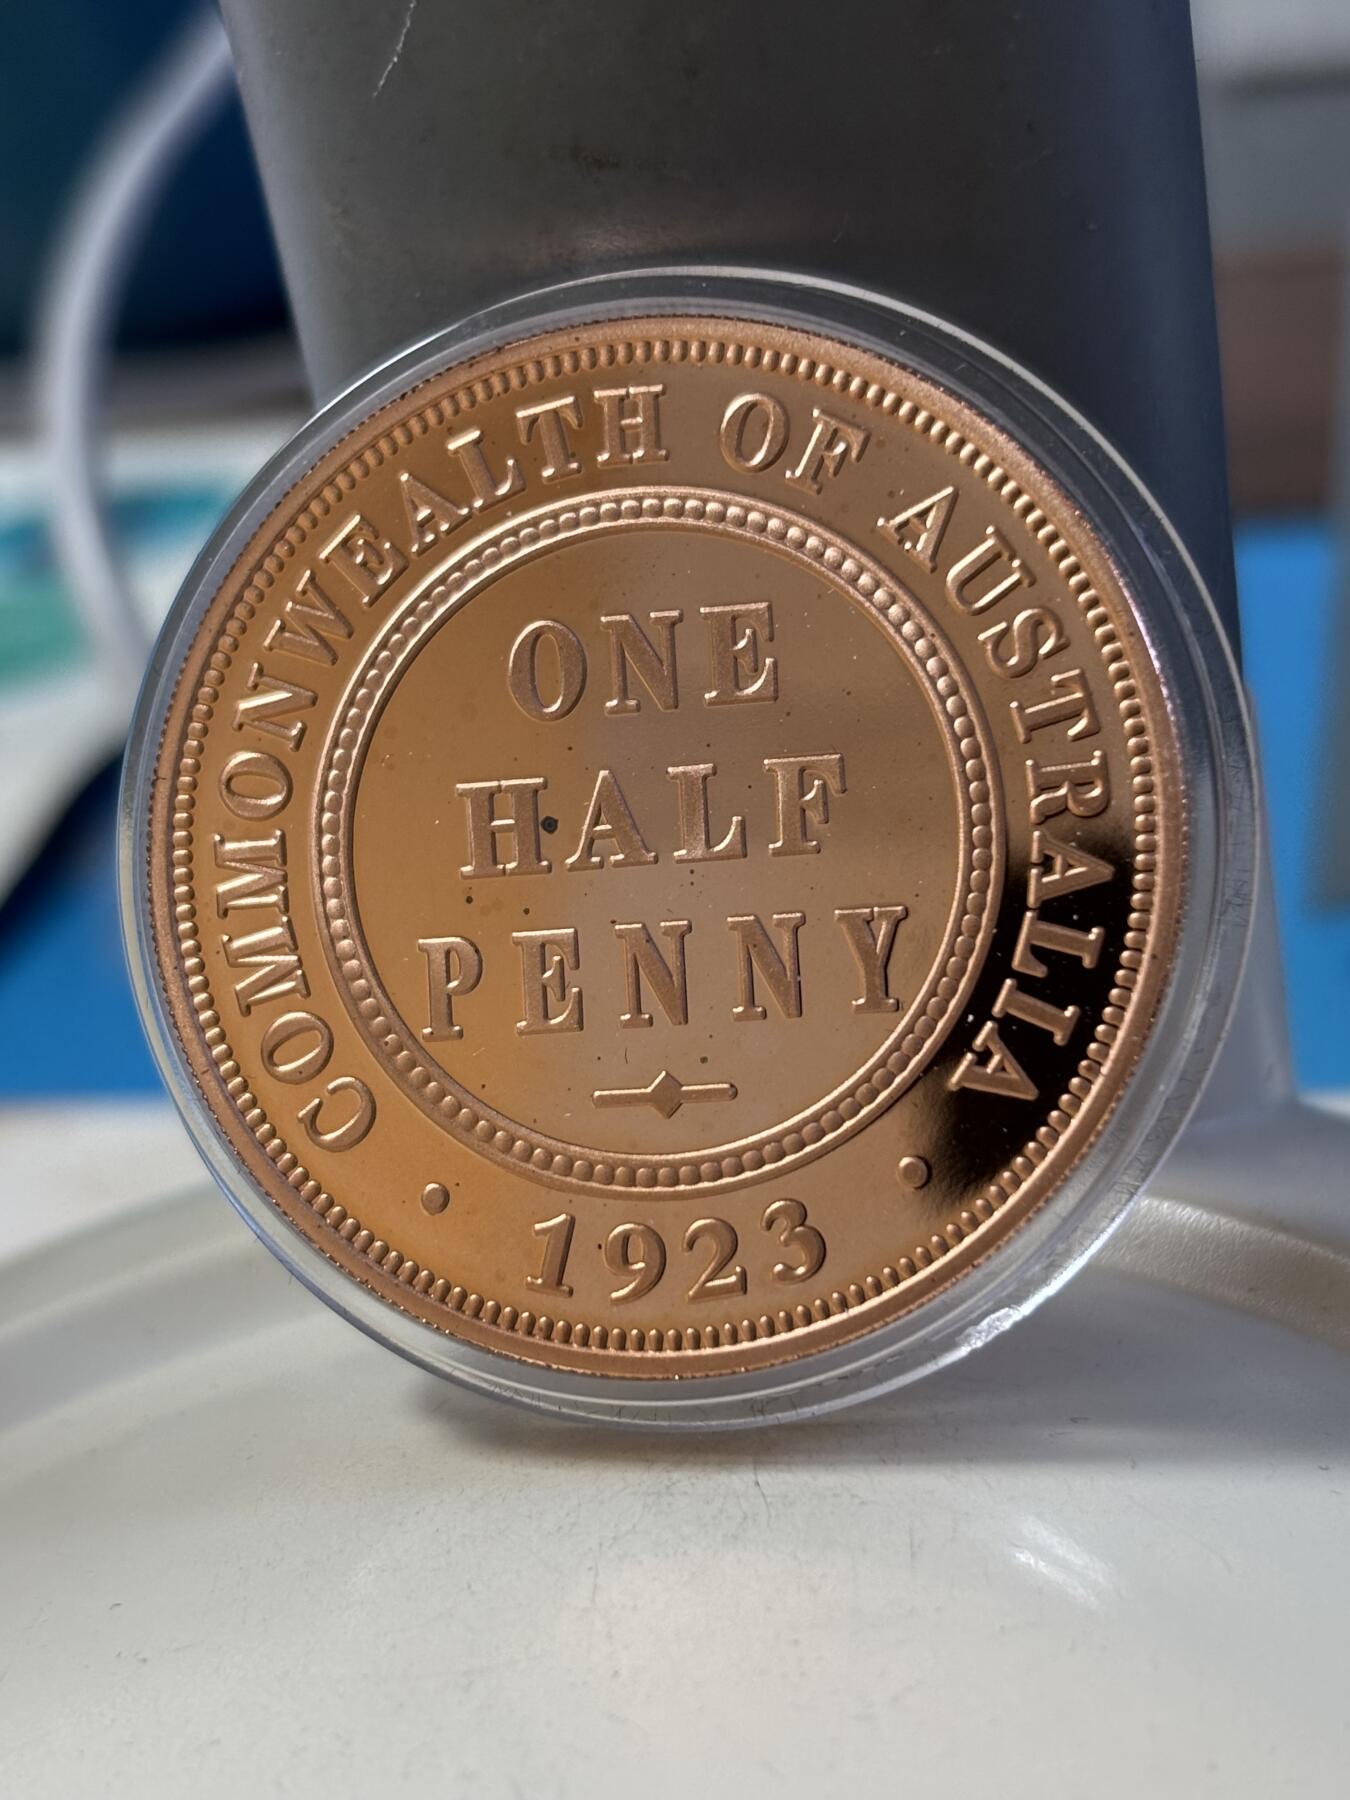 COMMONWEALTH OF AUSTRALIA
ONE
HALF
PENNY
1923